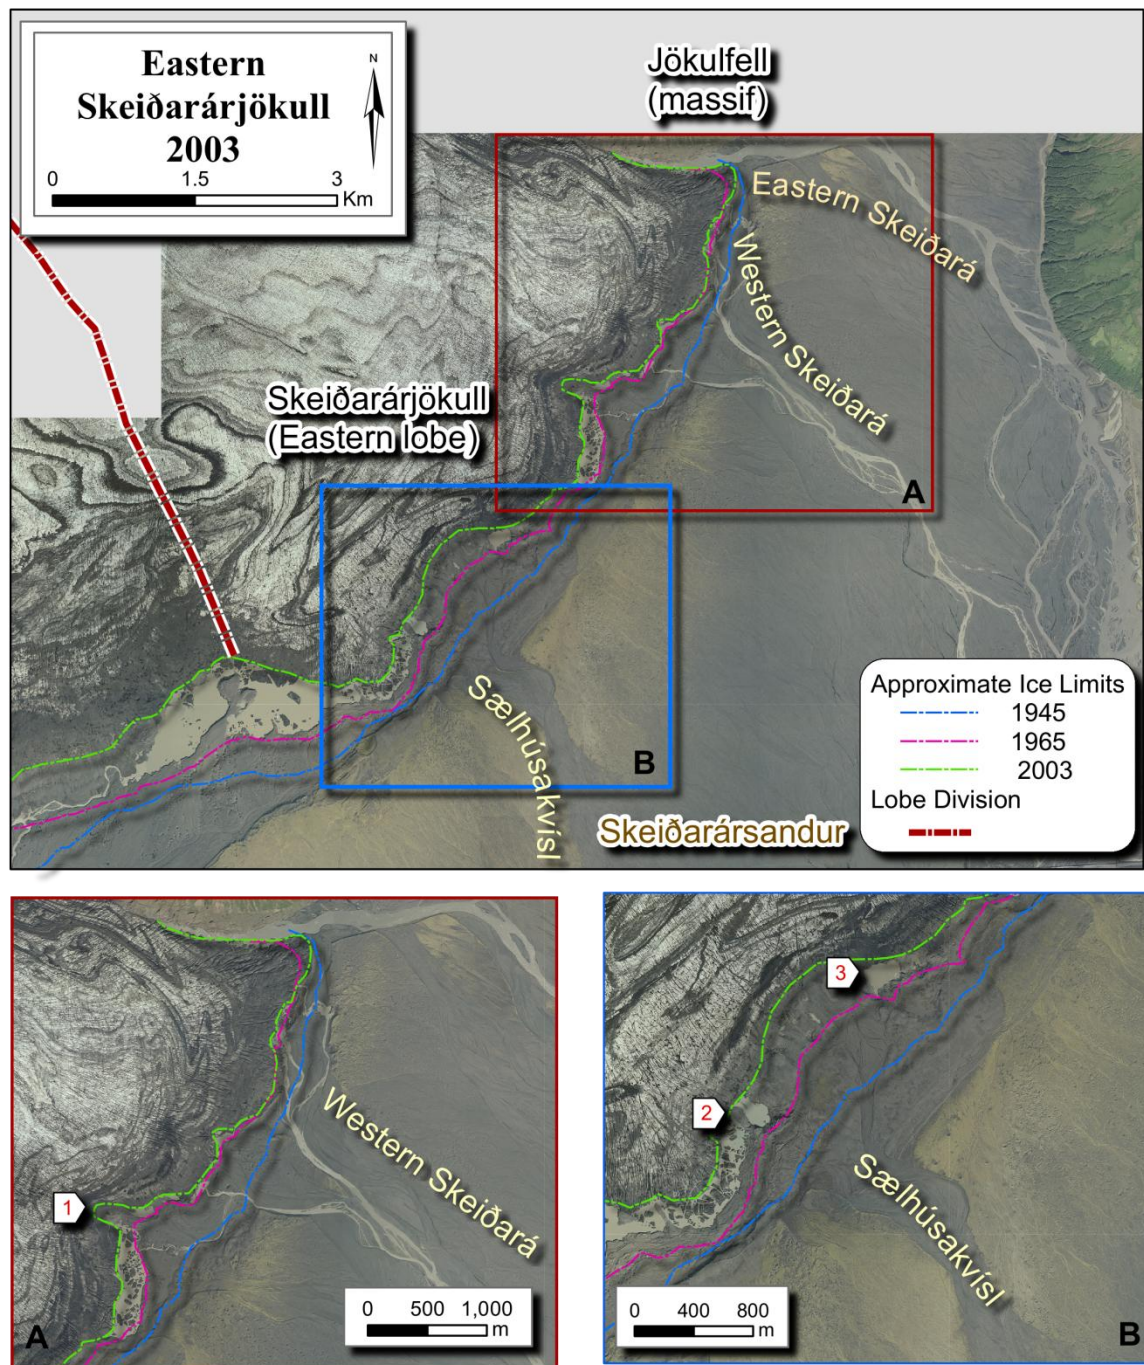 Eastern
Skeiðarárjökull
2003
N
0 1.5 3
Km
Jökulfell
(massif)
Eastern Skeiðará
Western Skeiðará
Skeiðarárjökull
(Eastern lobe)
A
B
Sælhúsakvísl
Skeiðarársandur
Approximate Ice Limits
1945
1965
2003
Lobe Division
Western Skeiðará
1
0 500 1,000
m
A
3
2
Sælhúsakvísl
0 400 800
m
B